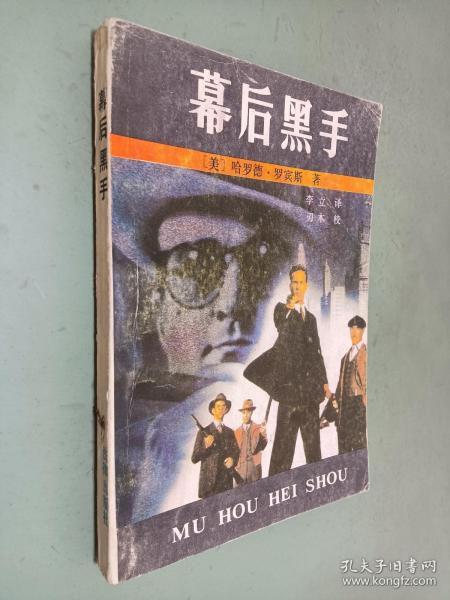 幕后黑手
[美]哈罗德·罗宾斯 著
李立 译
刃木 校
MU HOU HEI SHOU
幕后黑手
孔夫子旧书网
www.kongfz.com